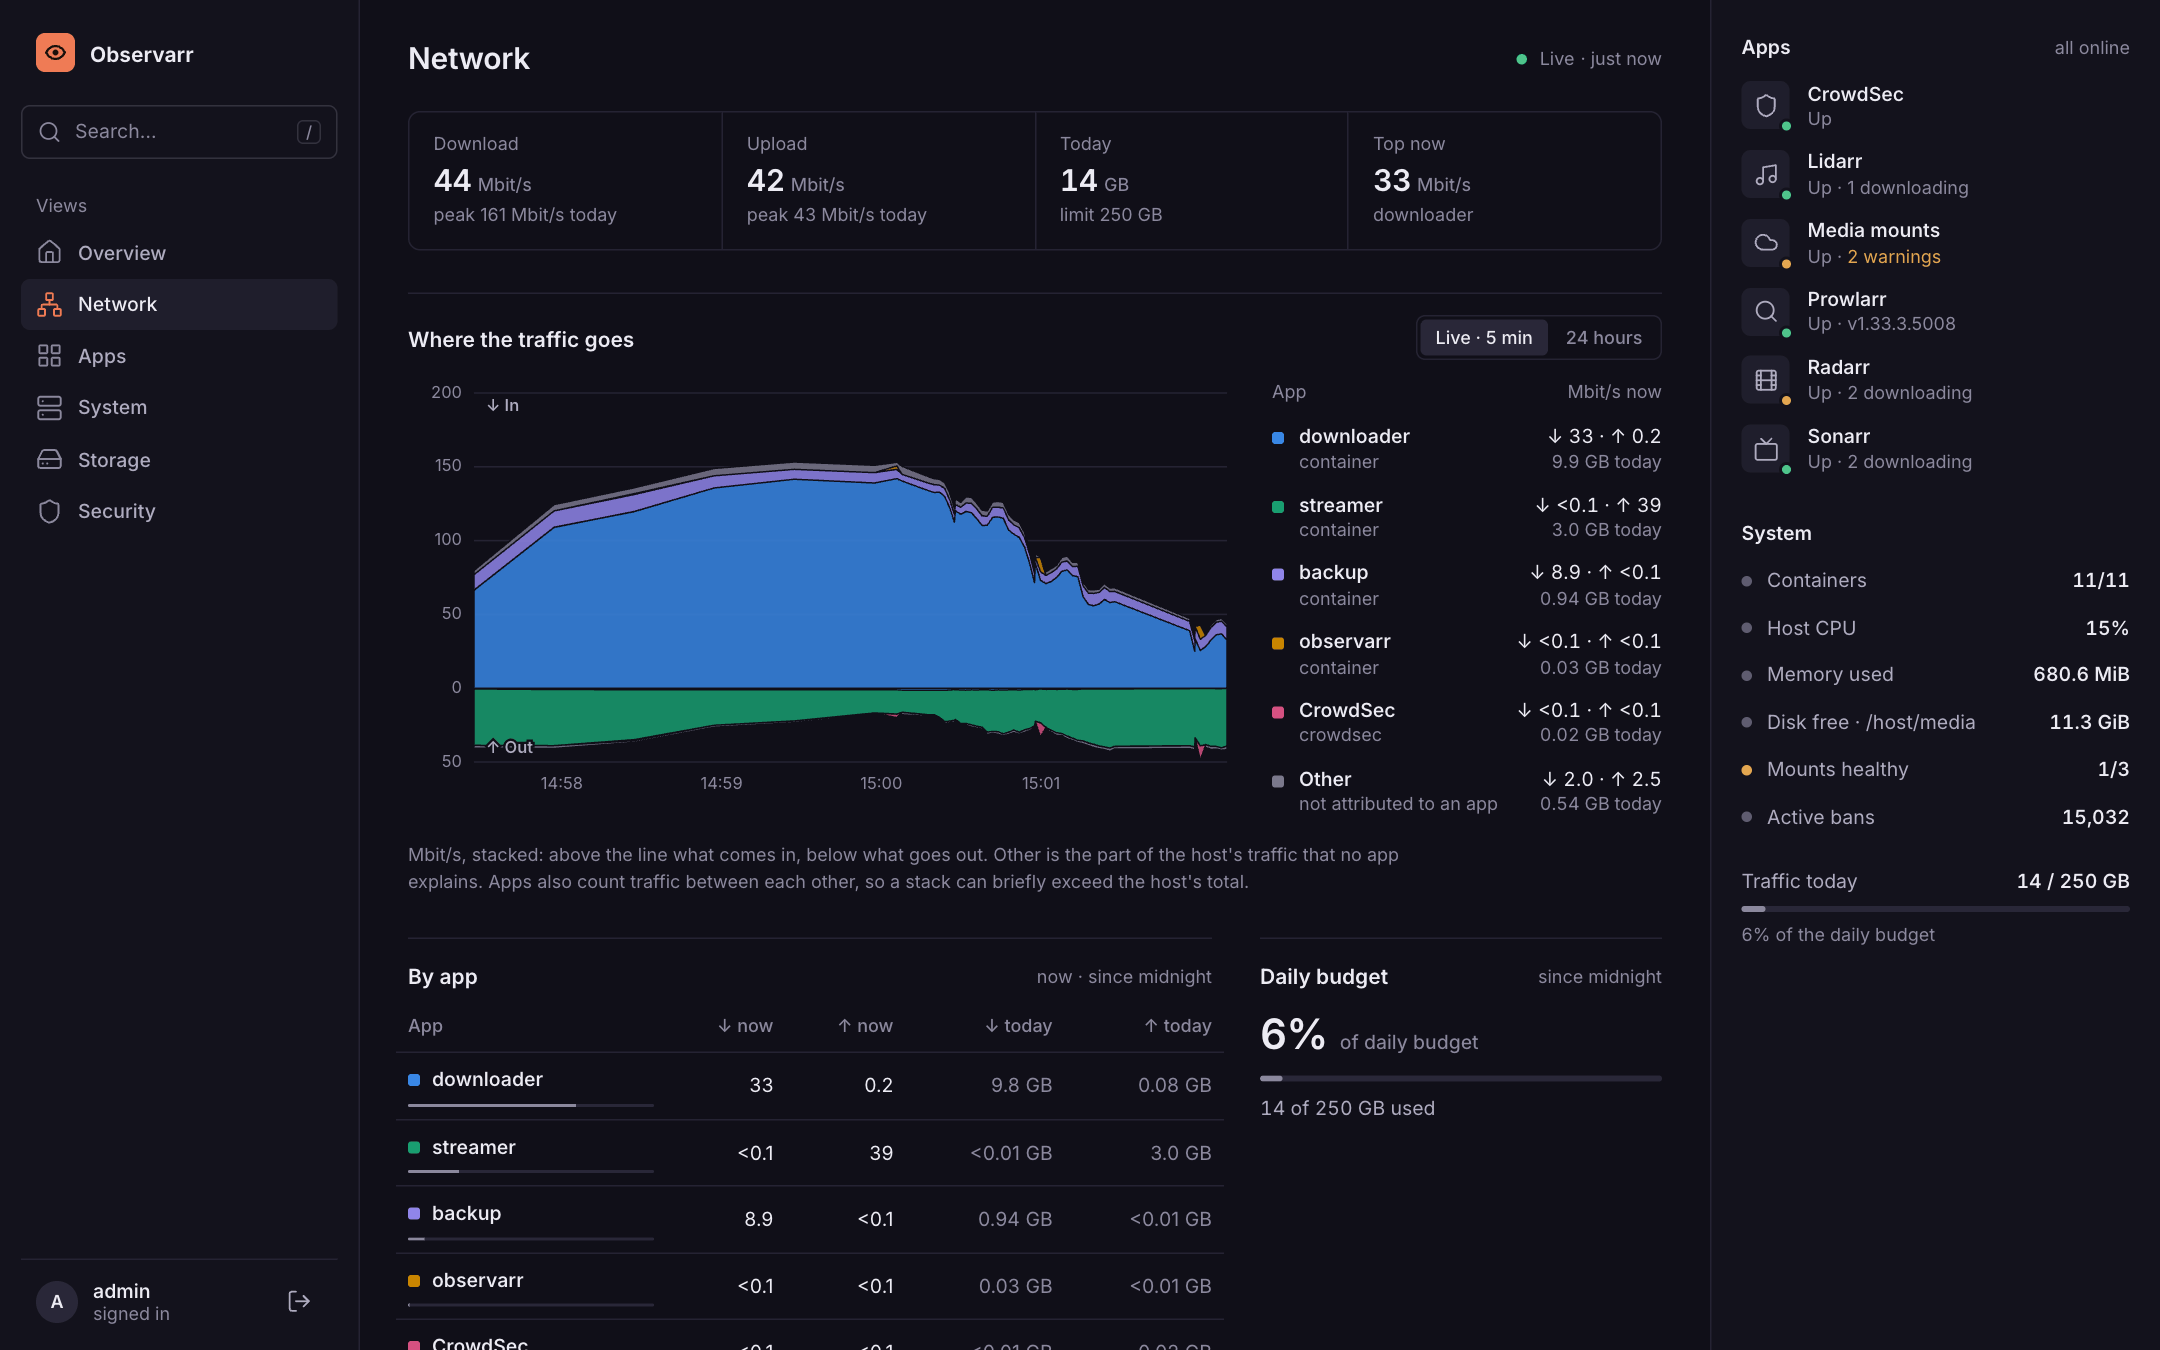 Observarr
Search... /
Views
Overview
Network
Apps
System
Storage
Security
A admin
signed in
Network
Live · just now
Download
44 Mbit/s
peak 161 Mbit/s today
Upload
42 Mbit/s
peak 43 Mbit/s today
Today
14 GB
limit 250 GB
Top now
33 Mbit/s
downloader
Where the traffic goes
Live · 5 min 24 hours
200
↓ In
150
100
50
0
↑ Out
50
14:58 14:59 15:00 15:01
App Mbit/s now
downloader ↓ 33 · ↑ 0.2
container 9.9 GB today
streamer ↓ <0.1 · ↑ 39
container 3.0 GB today
backup ↓ 8.9 · ↑ <0.1
container 0.94 GB today
observarr ↓ <0.1 · ↑ <0.1
container 0.03 GB today
CrowdSec ↓ <0.1 · ↑ <0.1
crowdsec 0.02 GB today
Other ↓ 2.0 · ↑ 2.5
not attributed to an app 0.54 GB today
Mbit/s, stacked: above the line what comes in, below what goes out. Other is the part of the host's traffic that no app
explains. Apps also count traffic between each other, so a stack can briefly exceed the host's total.
By app now · since midnight
App ↓ now ↑ now ↓ today ↑ today
downloader 33 0.2 9.8 GB 0.08 GB
streamer <0.1 39 <0.01 GB 3.0 GB
backup 8.9 <0.1 0.94 GB <0.01 GB
observarr <0.1 <0.1 0.03 GB <0.01 GB
CrowdSec <0.1 <0.1 <0.01 GB 0.02 GB
Daily budget since midnight
6% of daily budget
14 of 250 GB used
Apps all online
CrowdSec
Up
Lidarr
Up · 1 downloading
Media mounts
Up · 2 warnings
Prowlarr
Up · v1.33.3.5008
Radarr
Up · 2 downloading
Sonarr
Up · 2 downloading
System
Containers 11/11
Host CPU 15%
Memory used 680.6 MiB
Disk free · /host/media 11.3 GiB
Mounts healthy 1/3
Active bans 15,032
Traffic today 14 / 250 GB
6% of the daily budget